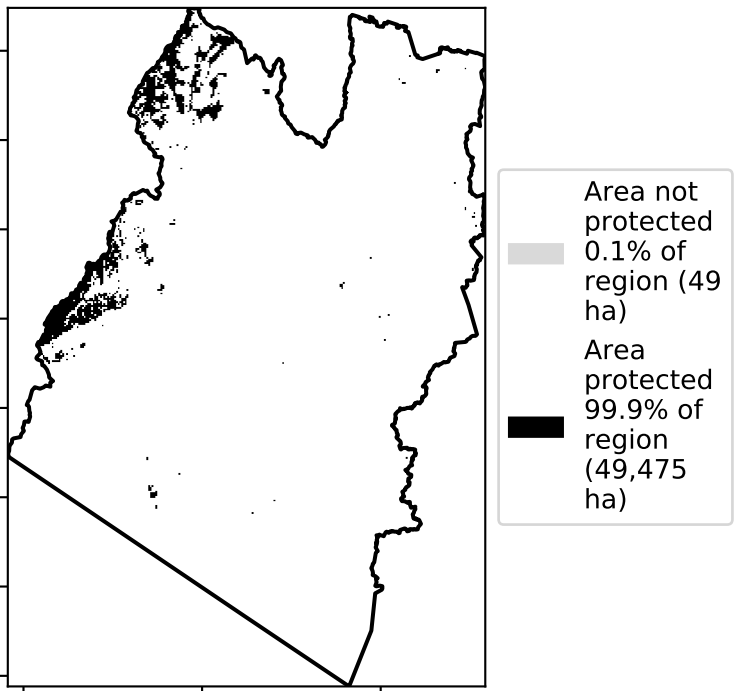 Area not
protected
0.1% of
region (49
ha)
Area
protected
99.9% of
region
(49,475
ha)